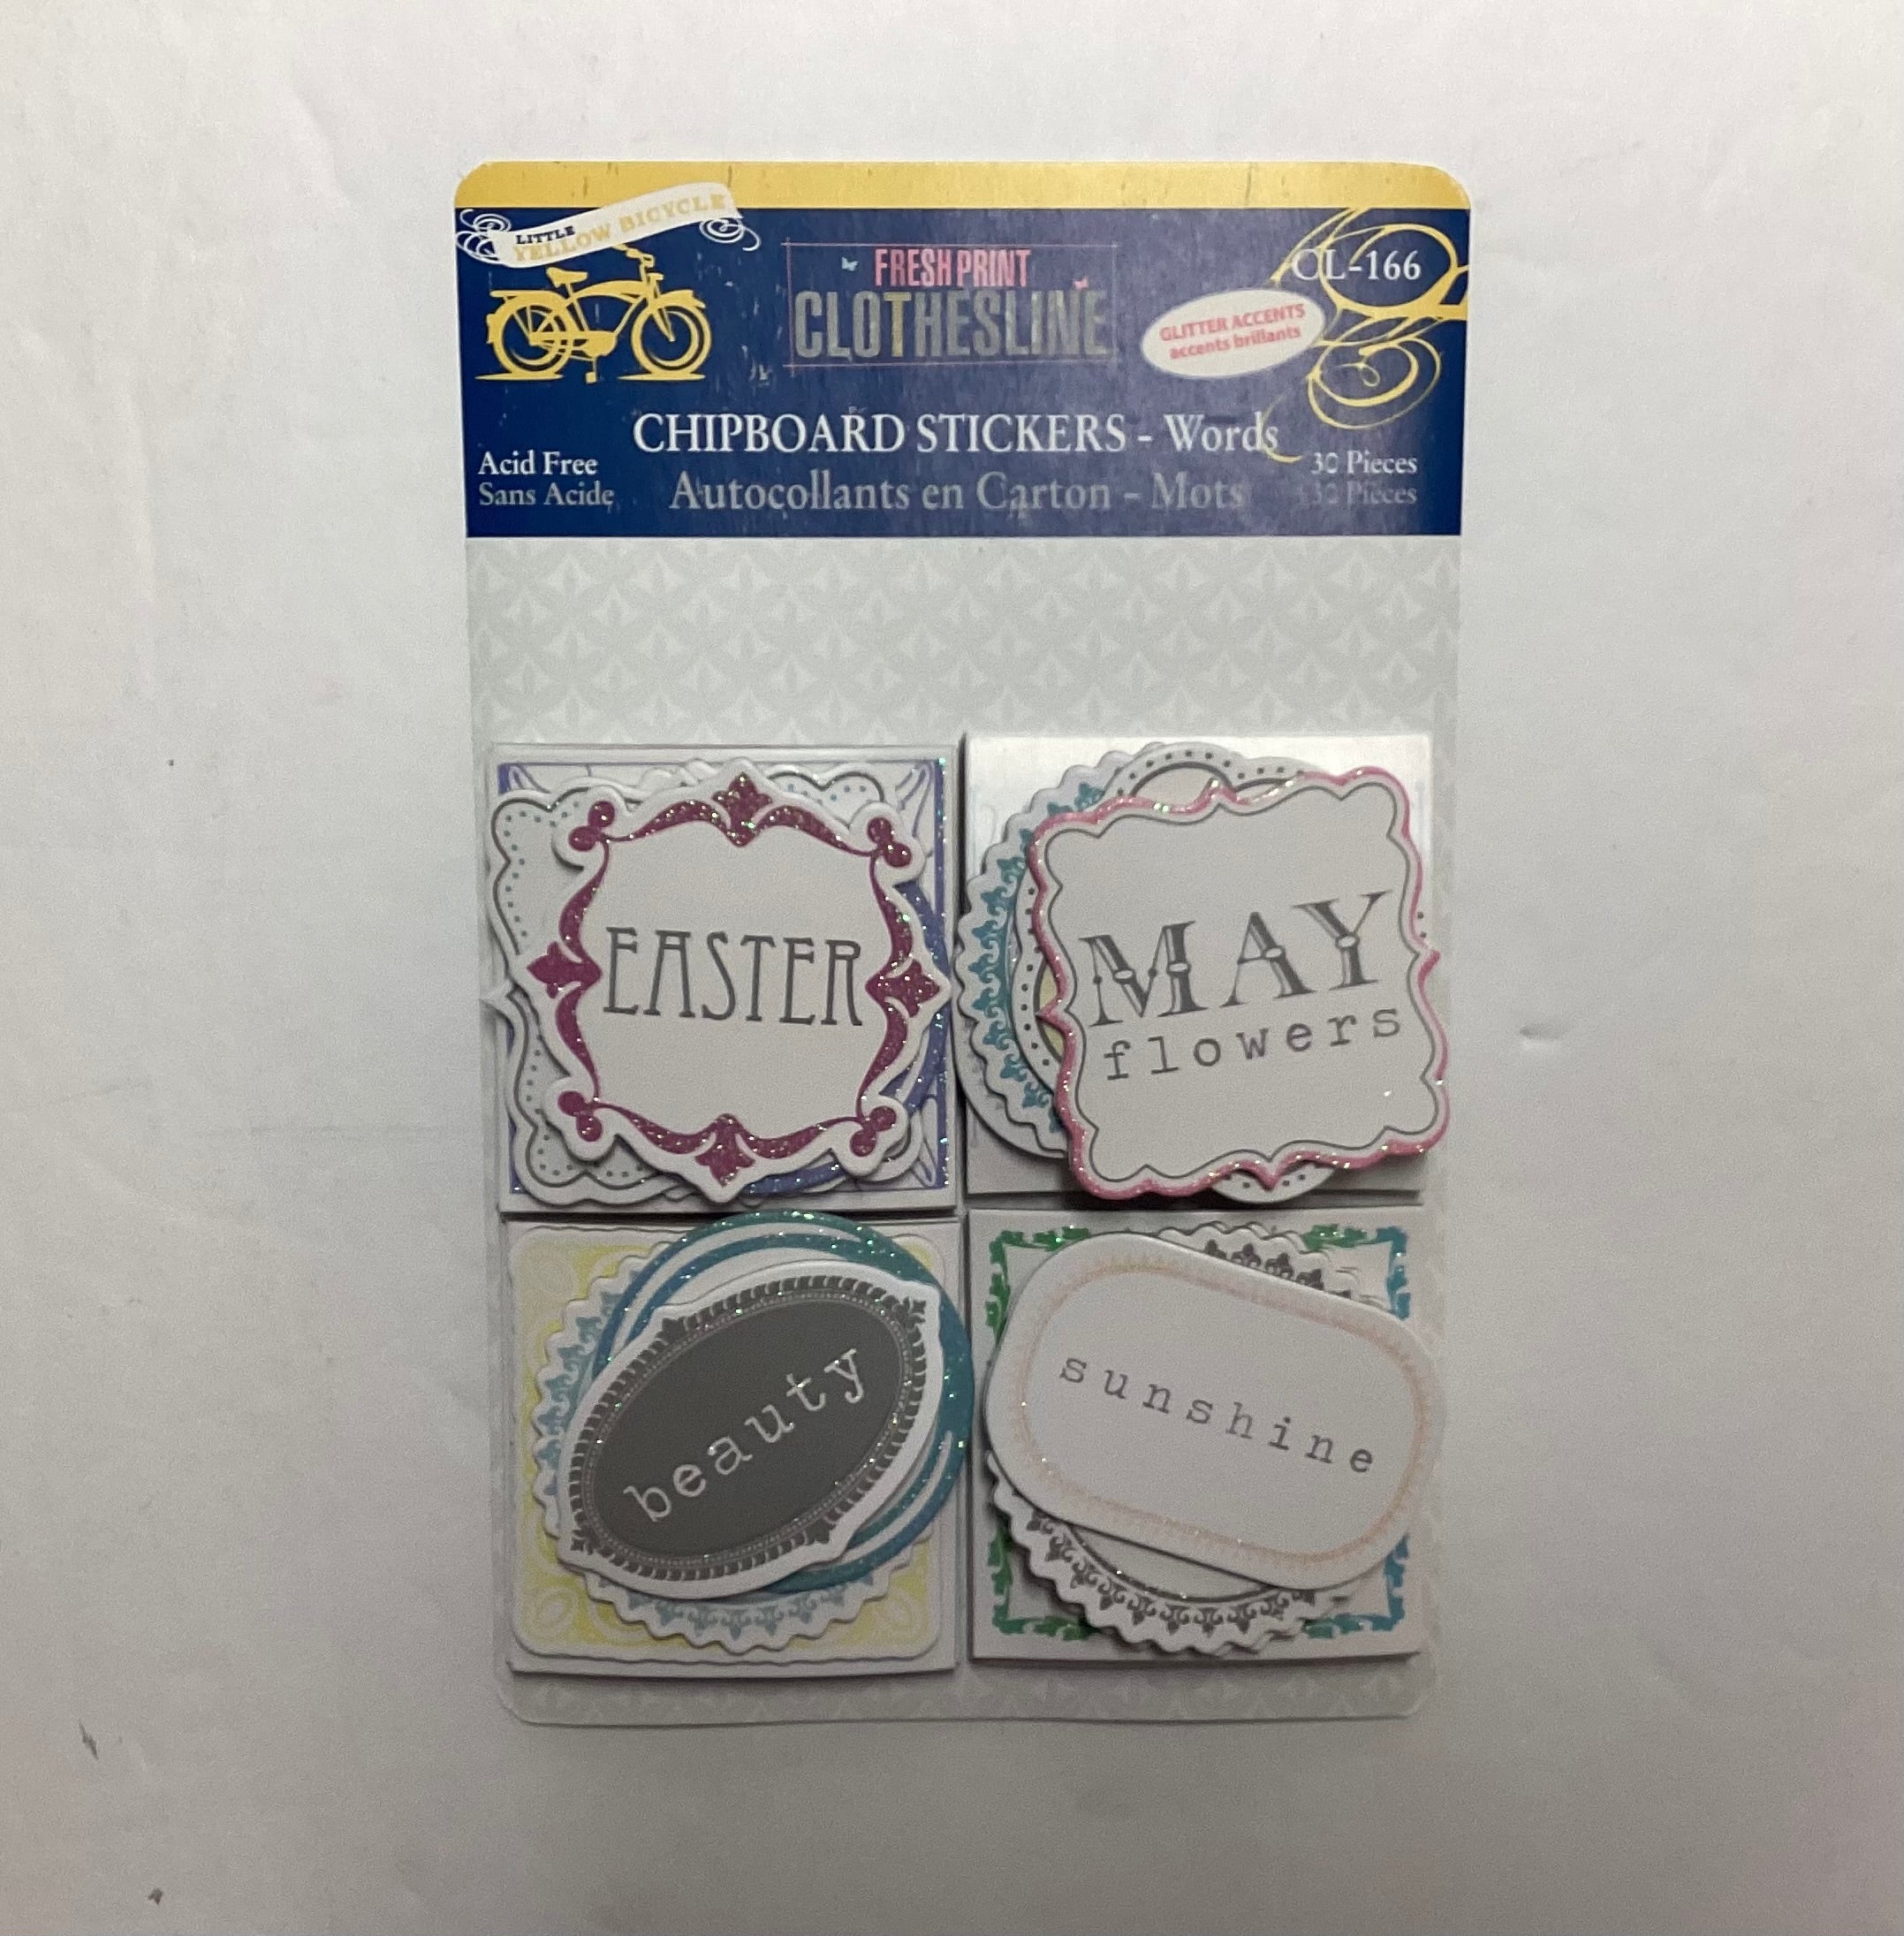 LITTLE
YELLOW BICYCLE
FRESH PRINT
CLOTHESLINE
CL-166
GLITTER ACCENTS
accents brillants
CHIPBOARD STICKERS - Words
Autocollants en Carton - Mots
Acid Free
Sans Acide
30 Pieces
30 Pièces
EASTER
MAY
flowers
beauty
sunshine